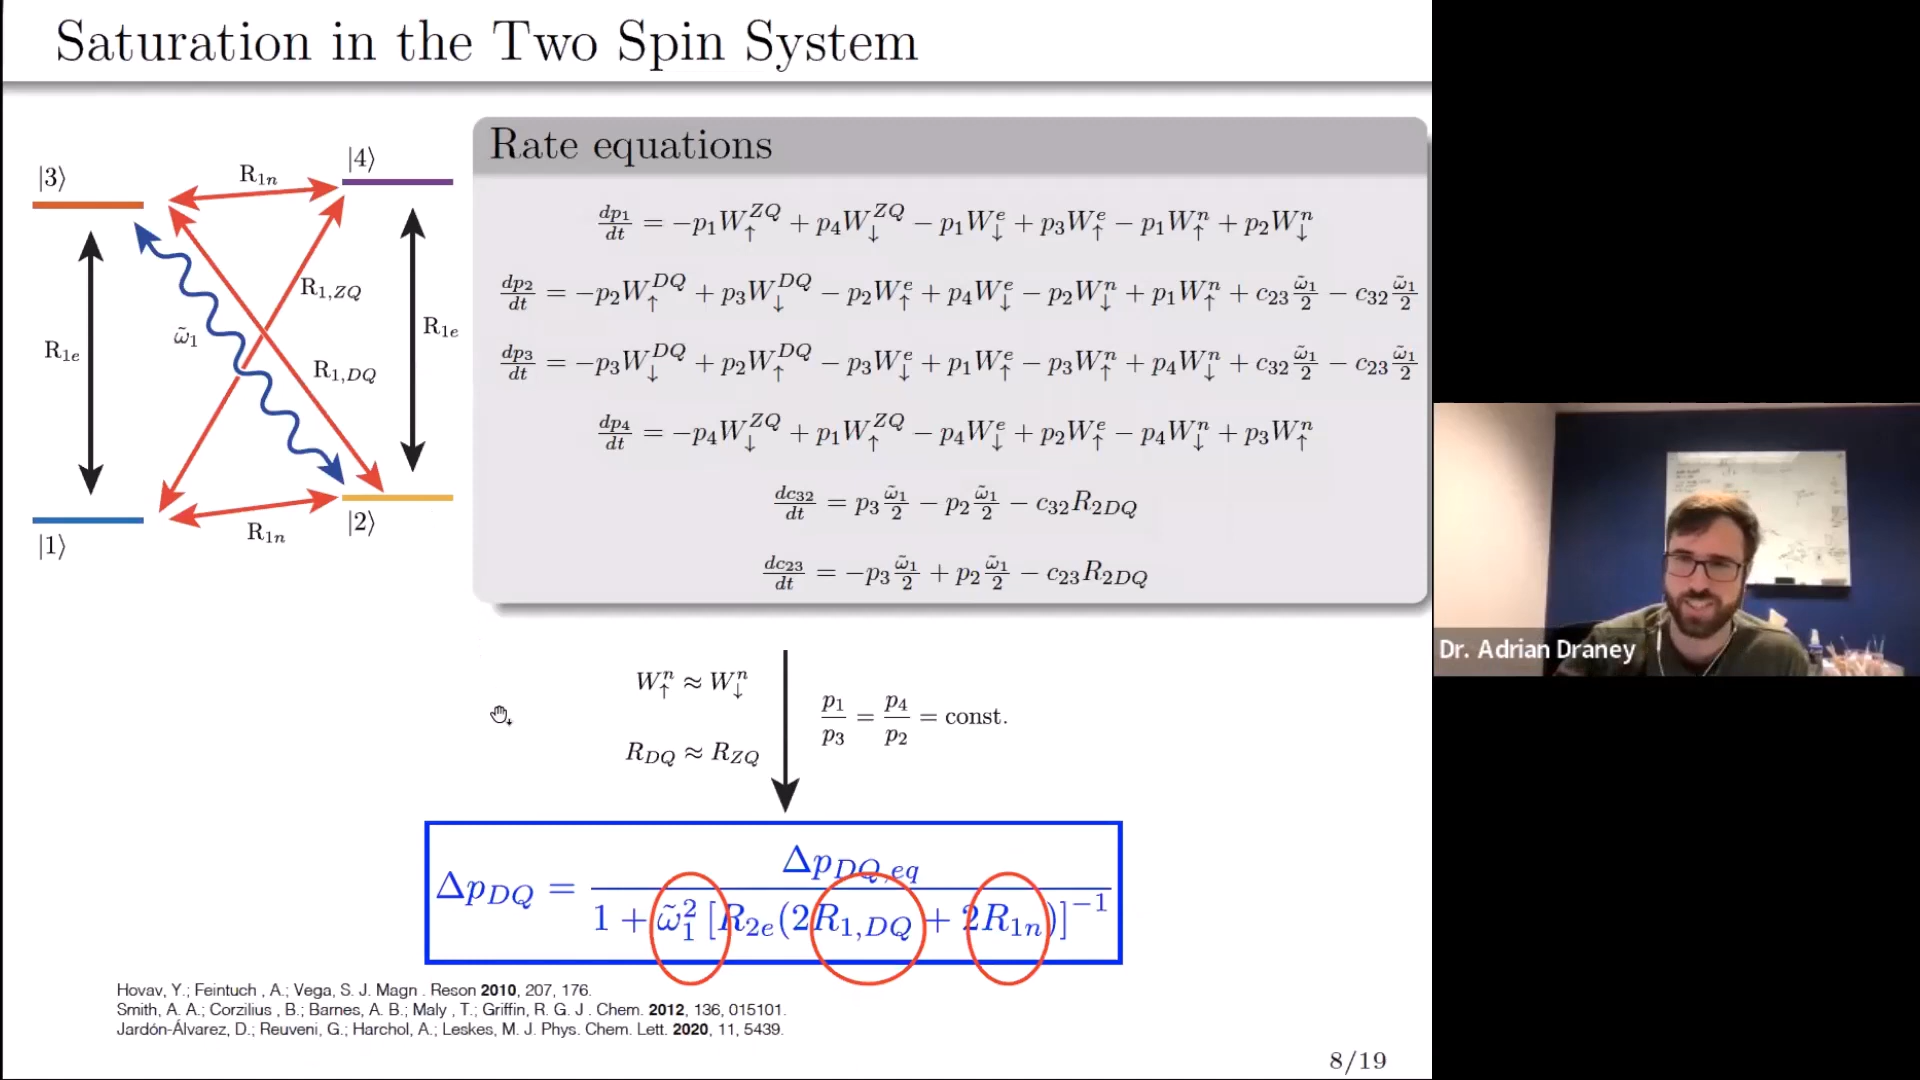 Saturation in the Two Spin System
|3⟩
R₁ₙ
|4⟩
R₁,ZQ
ω̃₁
R₁ₑ
R₁ₑ
R₁,DQ
|1⟩
R₁ₙ
|2⟩
Rate equations
dp₁/dt = −p₁W↑^ZQ + p₄W↓^ZQ − p₁W↓^e + p₃W↑^e − p₁W↑^n + p₂W↓^n
dp₂/dt = −p₂W↑^DQ + p₃W↓^DQ − p₂W↑^e + p₄W↓^e − p₂W↓^n + p₁W↑^n + c₂₃ ω̃₁/2 − c₃₂ ω̃₁/2
dp₃/dt = −p₃W↓^DQ + p₂W↑^DQ − p₃W↓^e + p₁W↑^e − p₃W↑^n + p₄W↓^n + c₃₂ ω̃₁/2 − c₂₃ ω̃₁/2
dp₄/dt = −p₄W↓^ZQ + p₁W↑^ZQ − p₄W↓^e + p₂W↑^e − p₄W↓^n + p₃W↑^n
dc₃₂/dt = p₃ ω̃₁/2 − p₂ ω̃₁/2 − c₃₂R_2DQ
dc₂₃/dt = −p₃ ω̃₁/2 + p₂ ω̃₁/2 − c₂₃R_2DQ
W↑^n ≈ W↓^n
p₁/p₃ = p₄/p₂ = const.
R_DQ ≈ R_ZQ
Δp_DQ = Δp_DQ,eq / (1 + ω̃₁² [R₂ₑ(2R₁,DQ + 2R₁ₙ)]⁻¹)
Hovav, Y.; Feintuch , A.; Vega, S. J. Magn . Reson 2010, 207, 176.
Smith, A. A.; Corzilius , B.; Barnes, A. B.; Maly , T.; Griffin, R. G. J . Chem. 2012, 136, 015101.
Jardón-Álvarez, D.; Reuveni, G.; Harchol, A.; Leskes, M. J. Phys. Chem. Lett. 2020, 11, 5439.
8/19
Dr. Adrian Draney